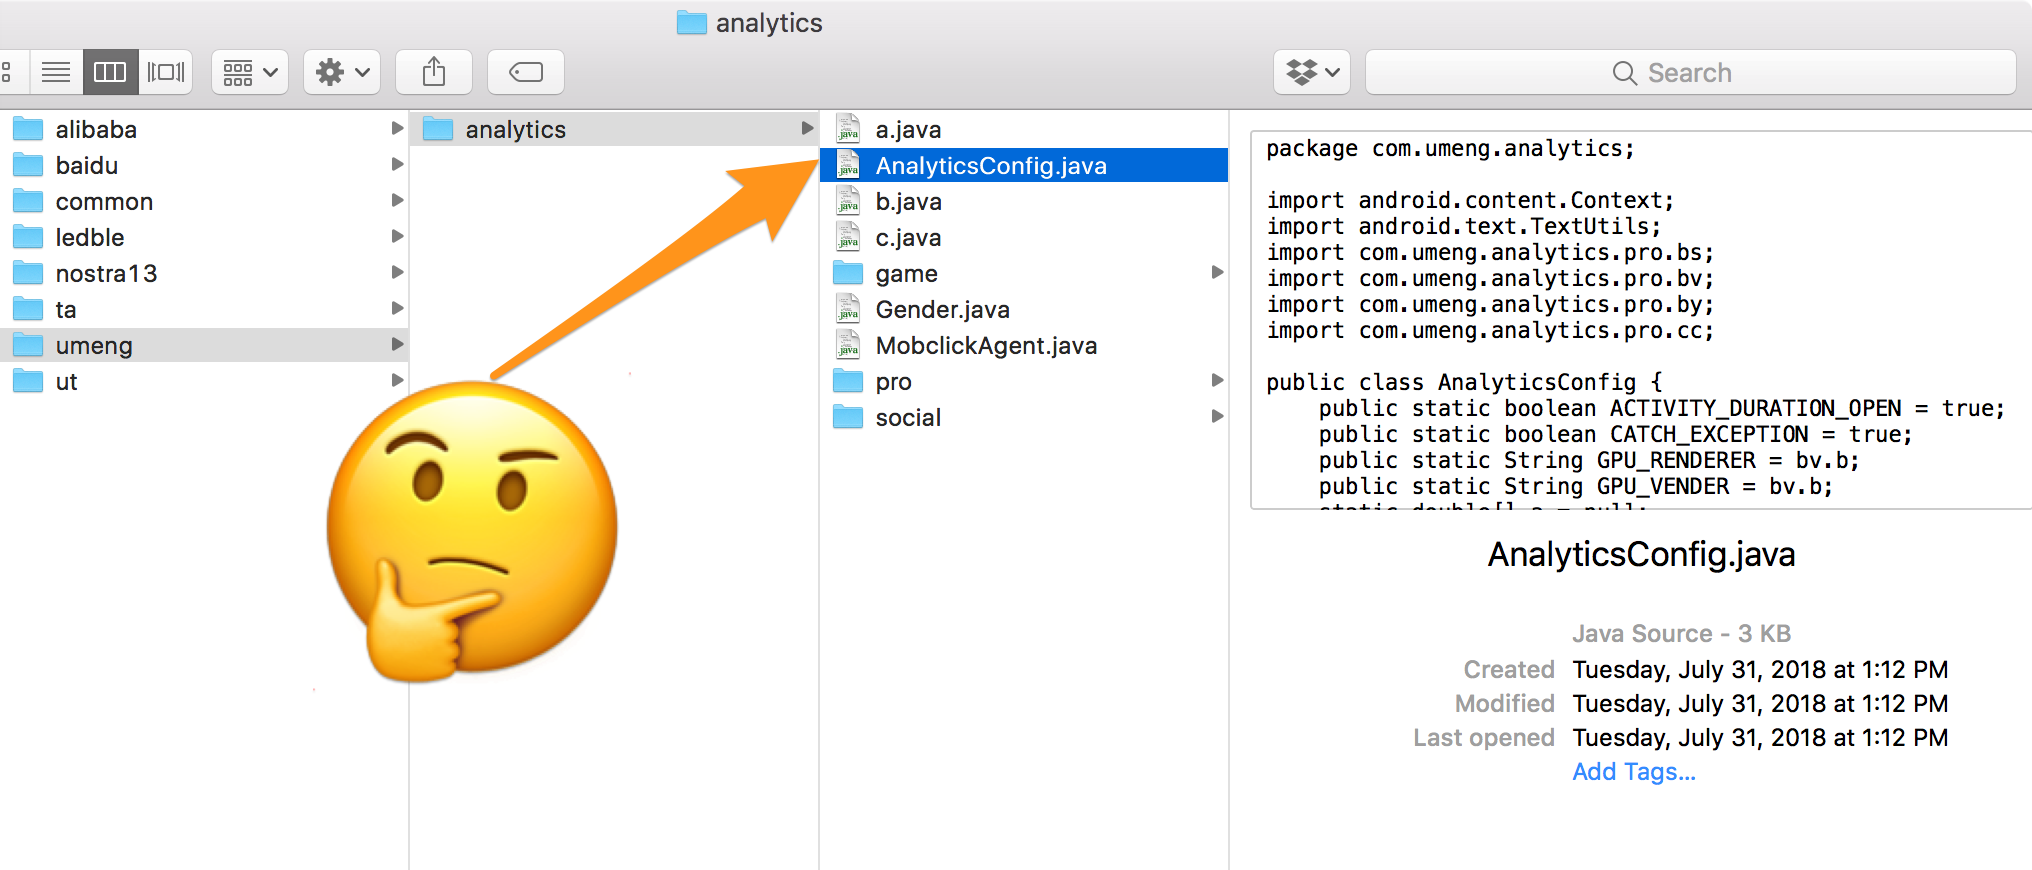 analytics
Search
alibaba
baidu
common
ledble
nostra13
ta
umeng
ut
analytics
a.java
AnalyticsConfig.java
b.java
c.java
game
Gender.java
MobclickAgent.java
pro
social
package com.umeng.analytics;
import android.content.Context;
import android.text.TextUtils;
import com.umeng.analytics.pro.bs;
import com.umeng.analytics.pro.bv;
import com.umeng.analytics.pro.by;
import com.umeng.analytics.pro.cc;
public class AnalyticsConfig {
public static boolean ACTIVITY_DURATION_OPEN = true;
public static boolean CATCH_EXCEPTION = true;
public static String GPU_RENDERER = bv.b;
public static String GPU_VENDER = bv.b;
static double[] a = null;
AnalyticsConfig.java
Java Source - 3 KB
Created Tuesday, July 31, 2018 at 1:12 PM
Modified Tuesday, July 31, 2018 at 1:12 PM
Last opened Tuesday, July 31, 2018 at 1:12 PM
Add Tags...